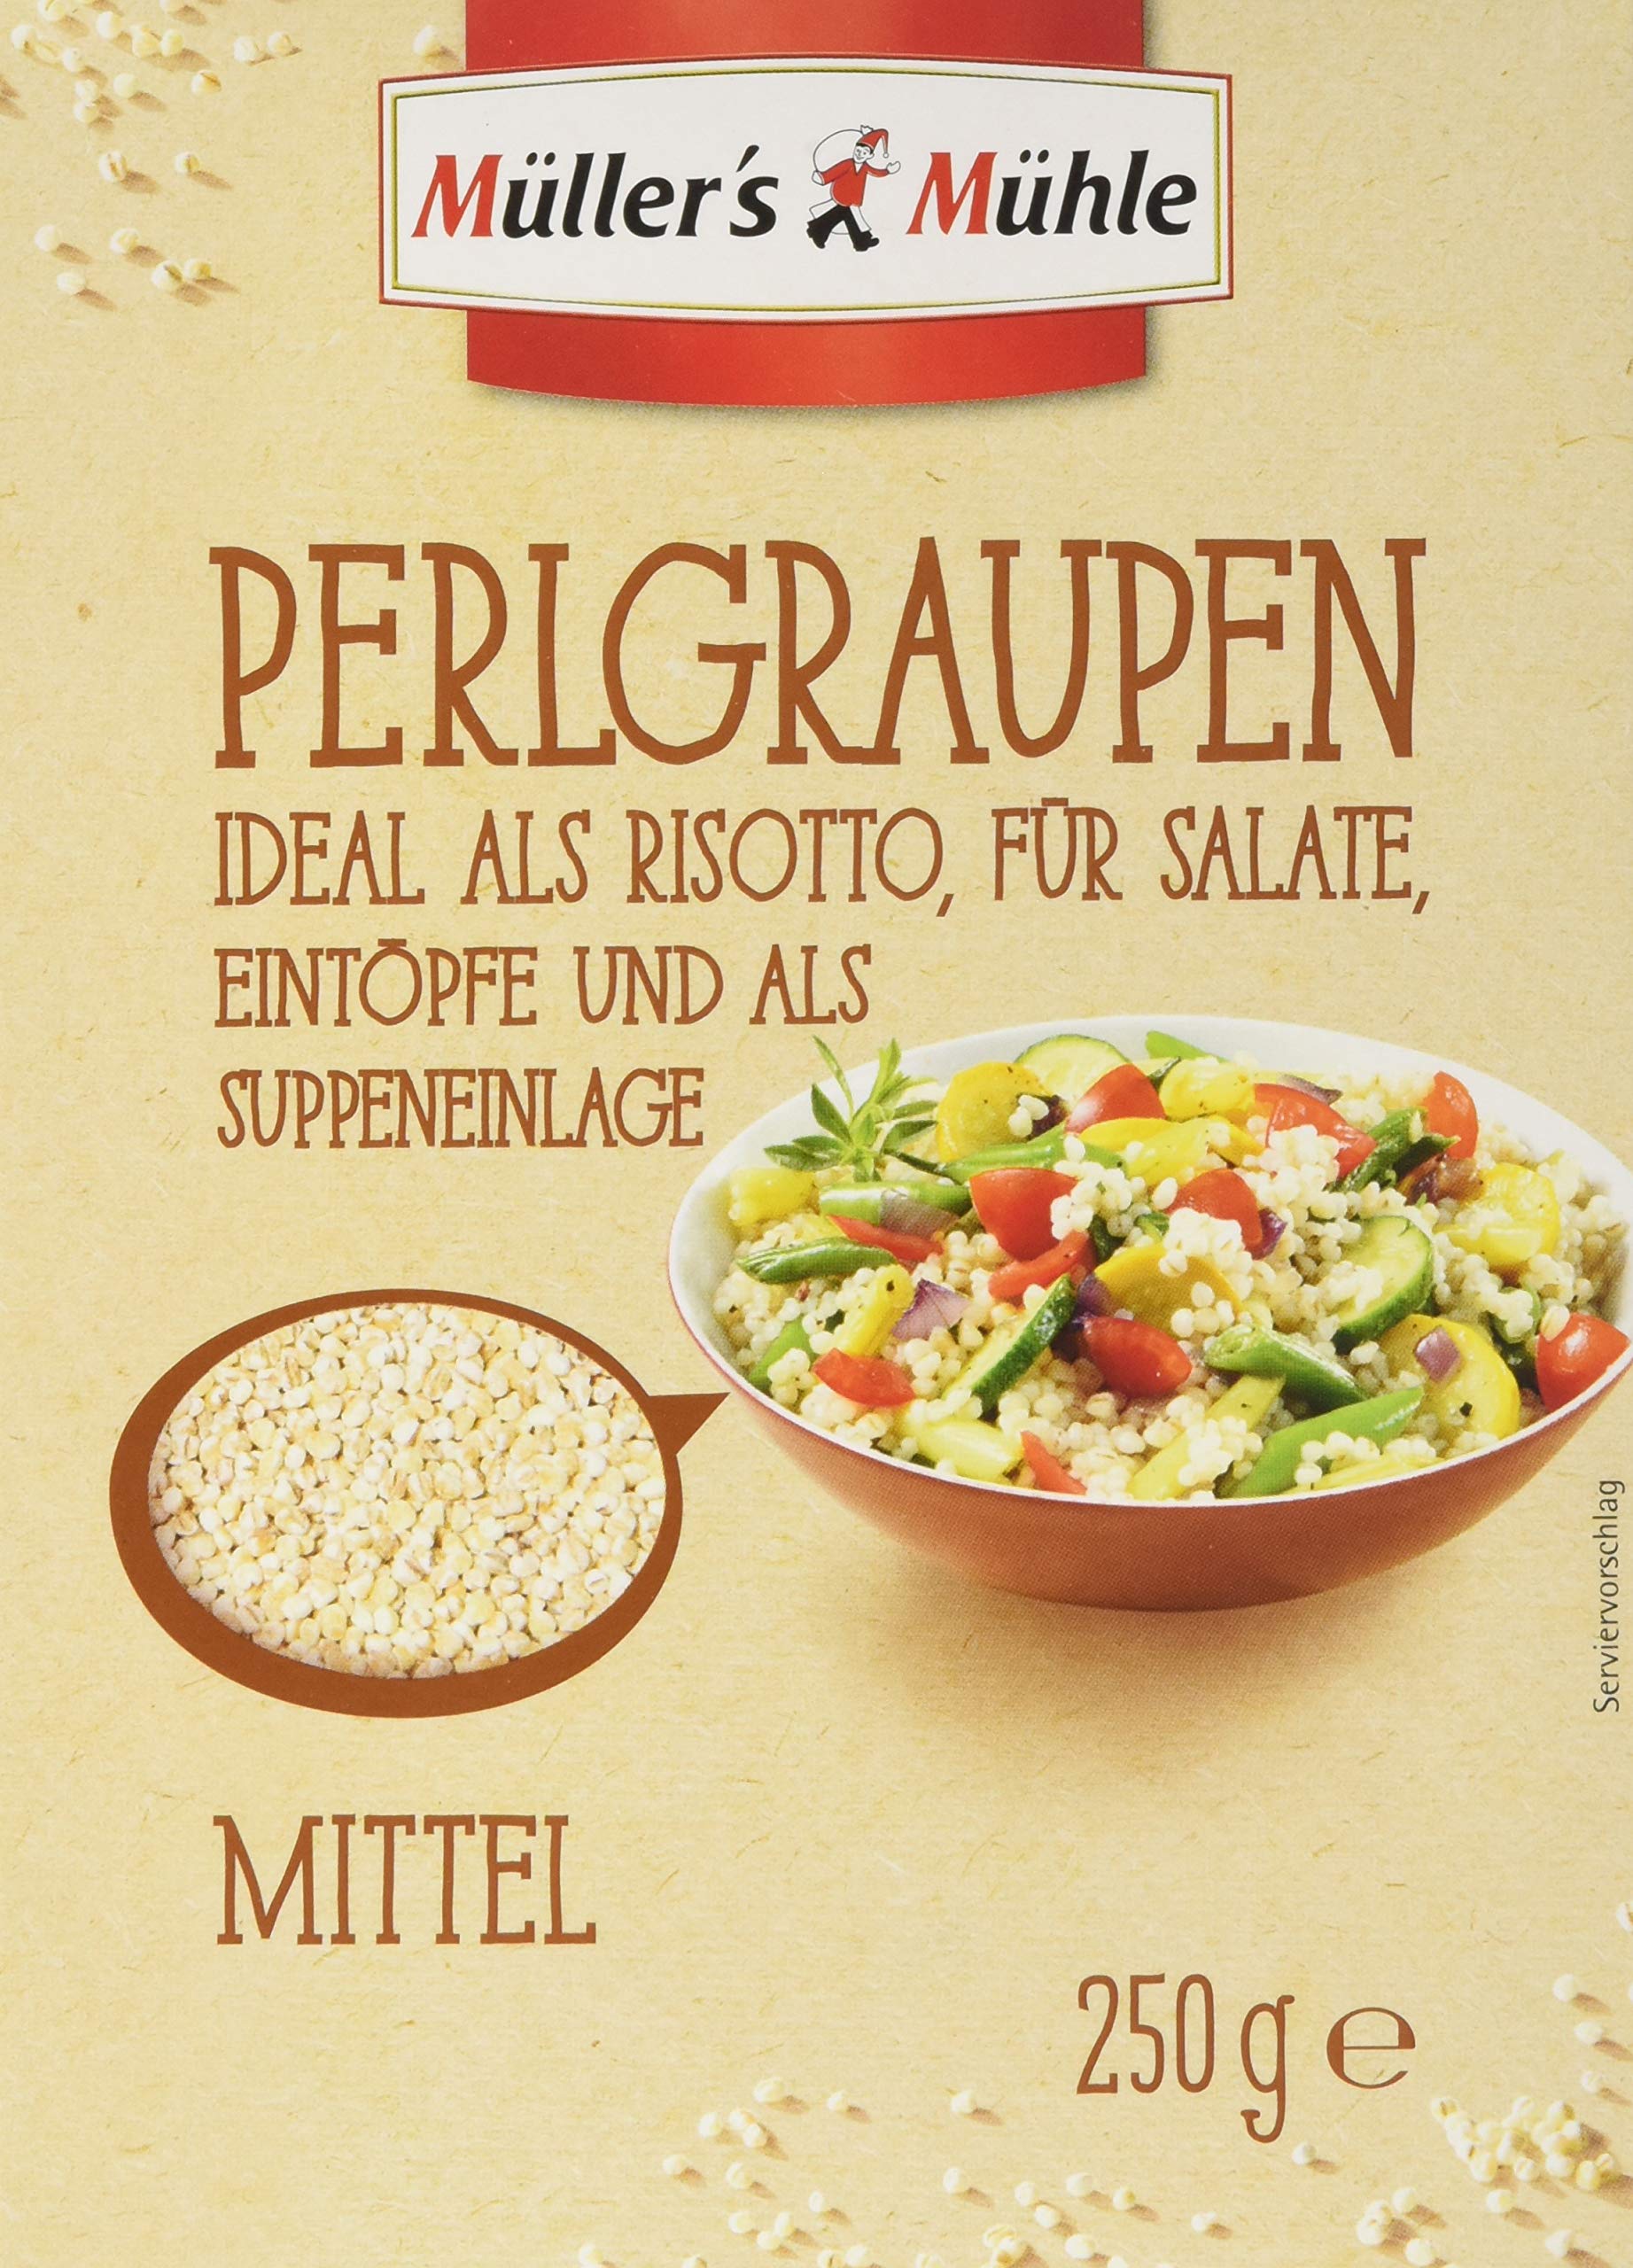 Müller's Mühle
PERLGRAUPEN
IDEAL ALS RISOTTO, FÜR SALATE,
EINTÖPFE UND ALS
SUPPENEINLAGE
Serviervorschlag
MITTEL
250 g e